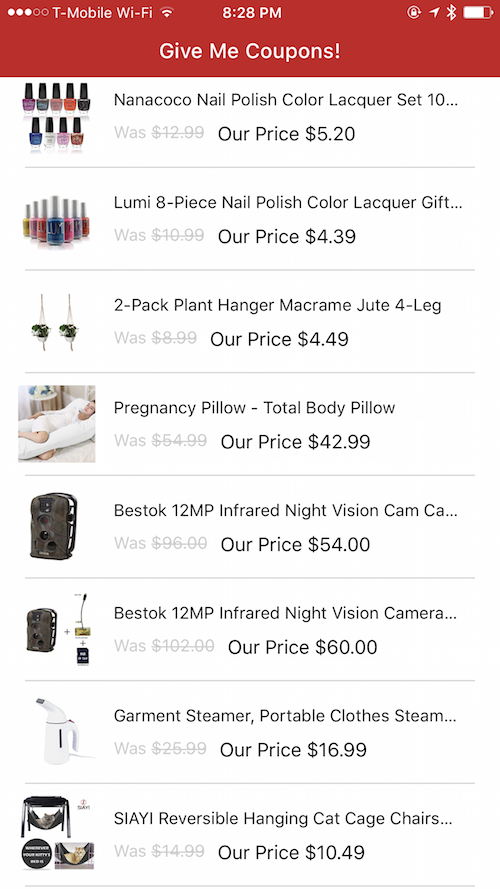 T-Mobile Wi-Fi 8:28 PM
Give Me Coupons!
Nanacoco Nail Polish Color Lacquer Set 10...
Was $12.99 Our Price $5.20
Lumi 8-Piece Nail Polish Color Lacquer Gift...
Was $10.99 Our Price $4.39
2-Pack Plant Hanger Macrame Jute 4-Leg
Was $8.99 Our Price $4.49
Pregnancy Pillow - Total Body Pillow
Was $54.99 Our Price $42.99
Bestok 12MP Infrared Night Vision Cam Ca...
Was $96.00 Our Price $54.00
Bestok 12MP Infrared Night Vision Camera...
Was $102.00 Our Price $60.00
Garment Steamer, Portable Clothes Steam...
Was $25.99 Our Price $16.99
SIAYI
WHEREVER
YOUR KITTY'S
BED IS
SIAYI Reversible Hanging Cat Cage Chairs...
Was $14.99 Our Price $10.49